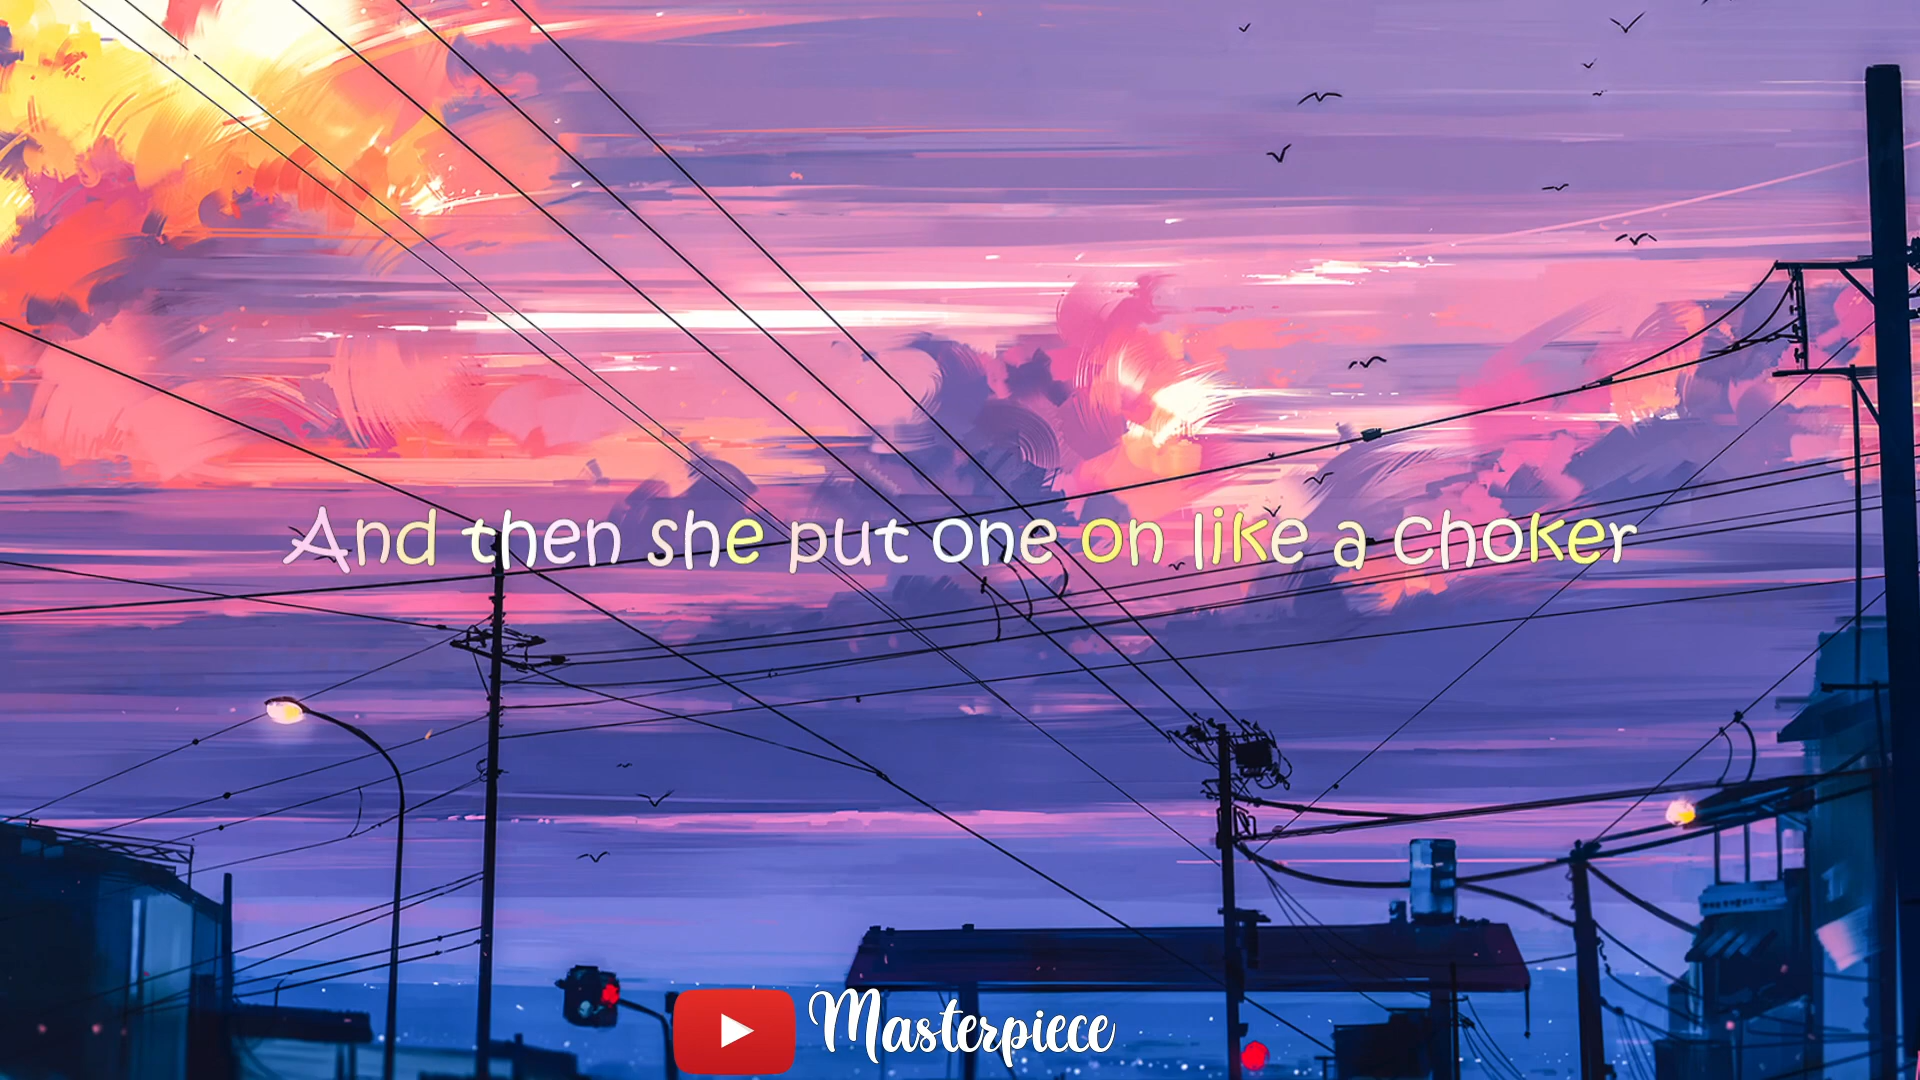 And then she put one on like a choker
Masterpiece